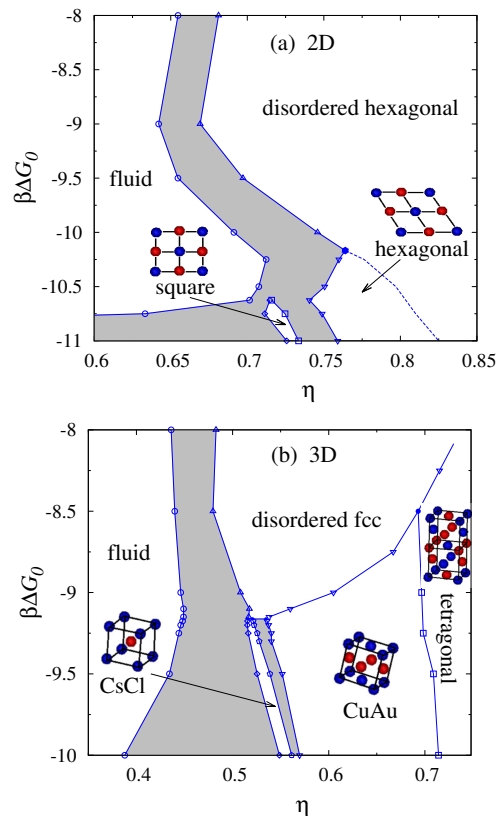 -8
-8.5
-9
-9.5
-10
-10.5
-11
βΔG₀
(a) 2D
disordered hexagonal
fluid
hexagonal
square
0.6
0.65
0.7
0.75
0.8
0.85
η
-8
-8.5
-9
-9.5
-10
βΔG₀
(b) 3D
disordered fcc
fluid
CsCl
CuAu
tetragonal
0.4
0.5
0.6
0.7
η